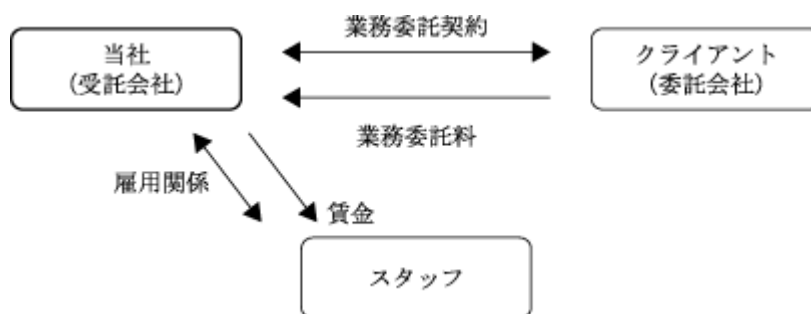 業務委託契約
当社
(受託会社)
クライアント
(委託会社)
業務委託料
雇用関係
賃金
スタッフ